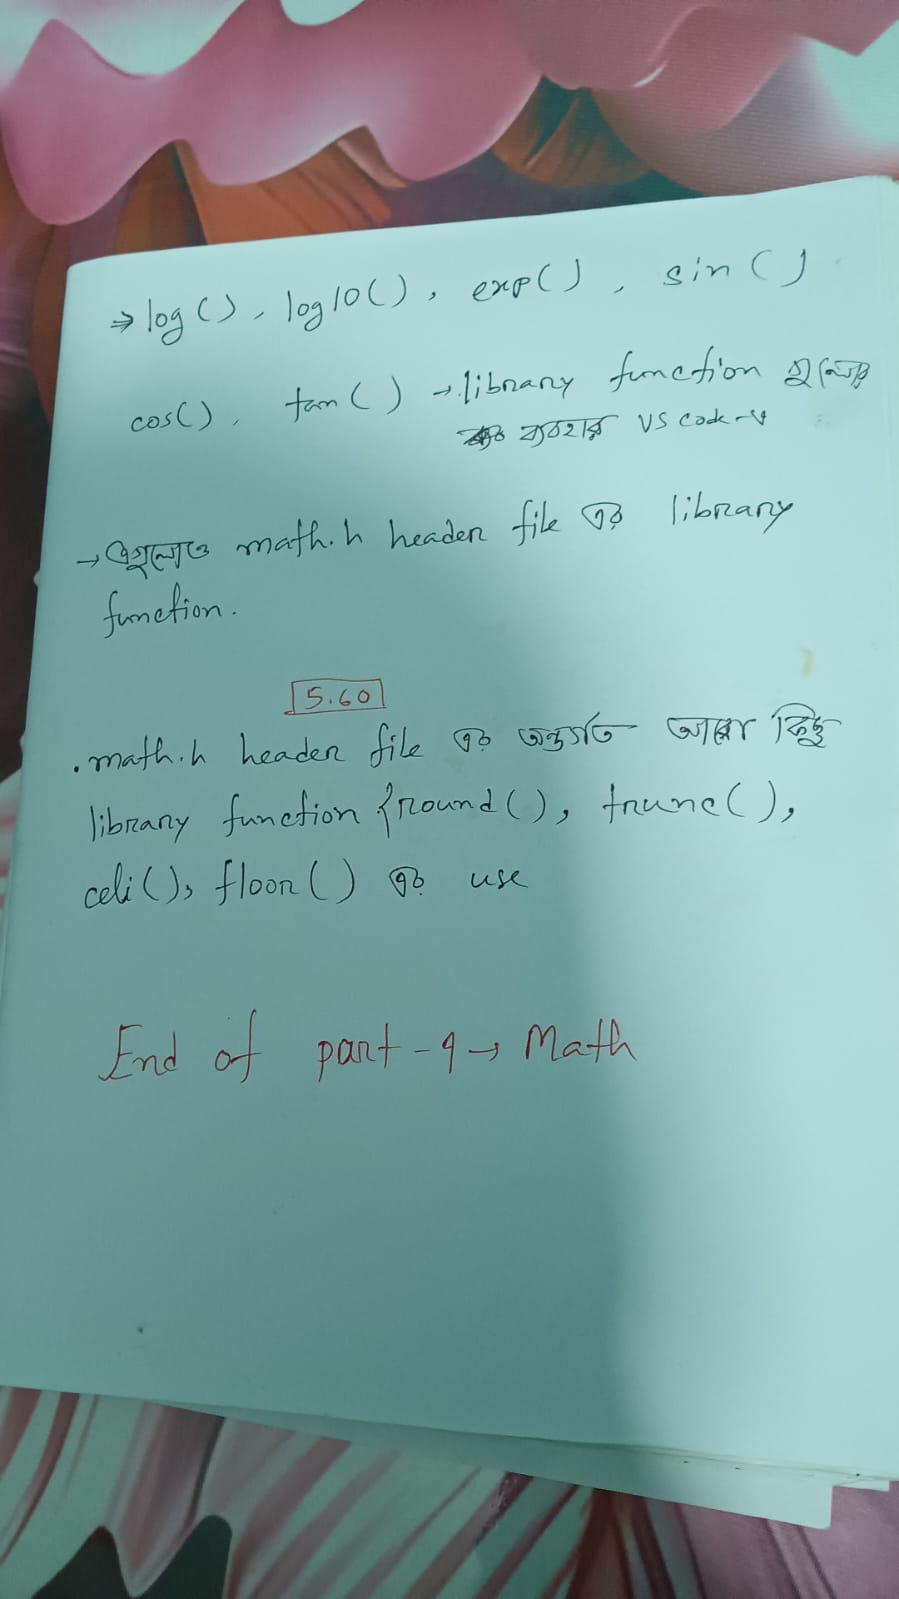 ⇒ log(), log10(), exp(), sin()
cos(), tan() → library function গুলোর
ব্যবহার VS Code-এ
→ এগুলোও math.h header file এর library
function.
5.60
. math.h header file এর অন্তর্গত আরো কিছু
library function {round(), trunc(),
celi(), floor() এর use
End of part-9 → Math